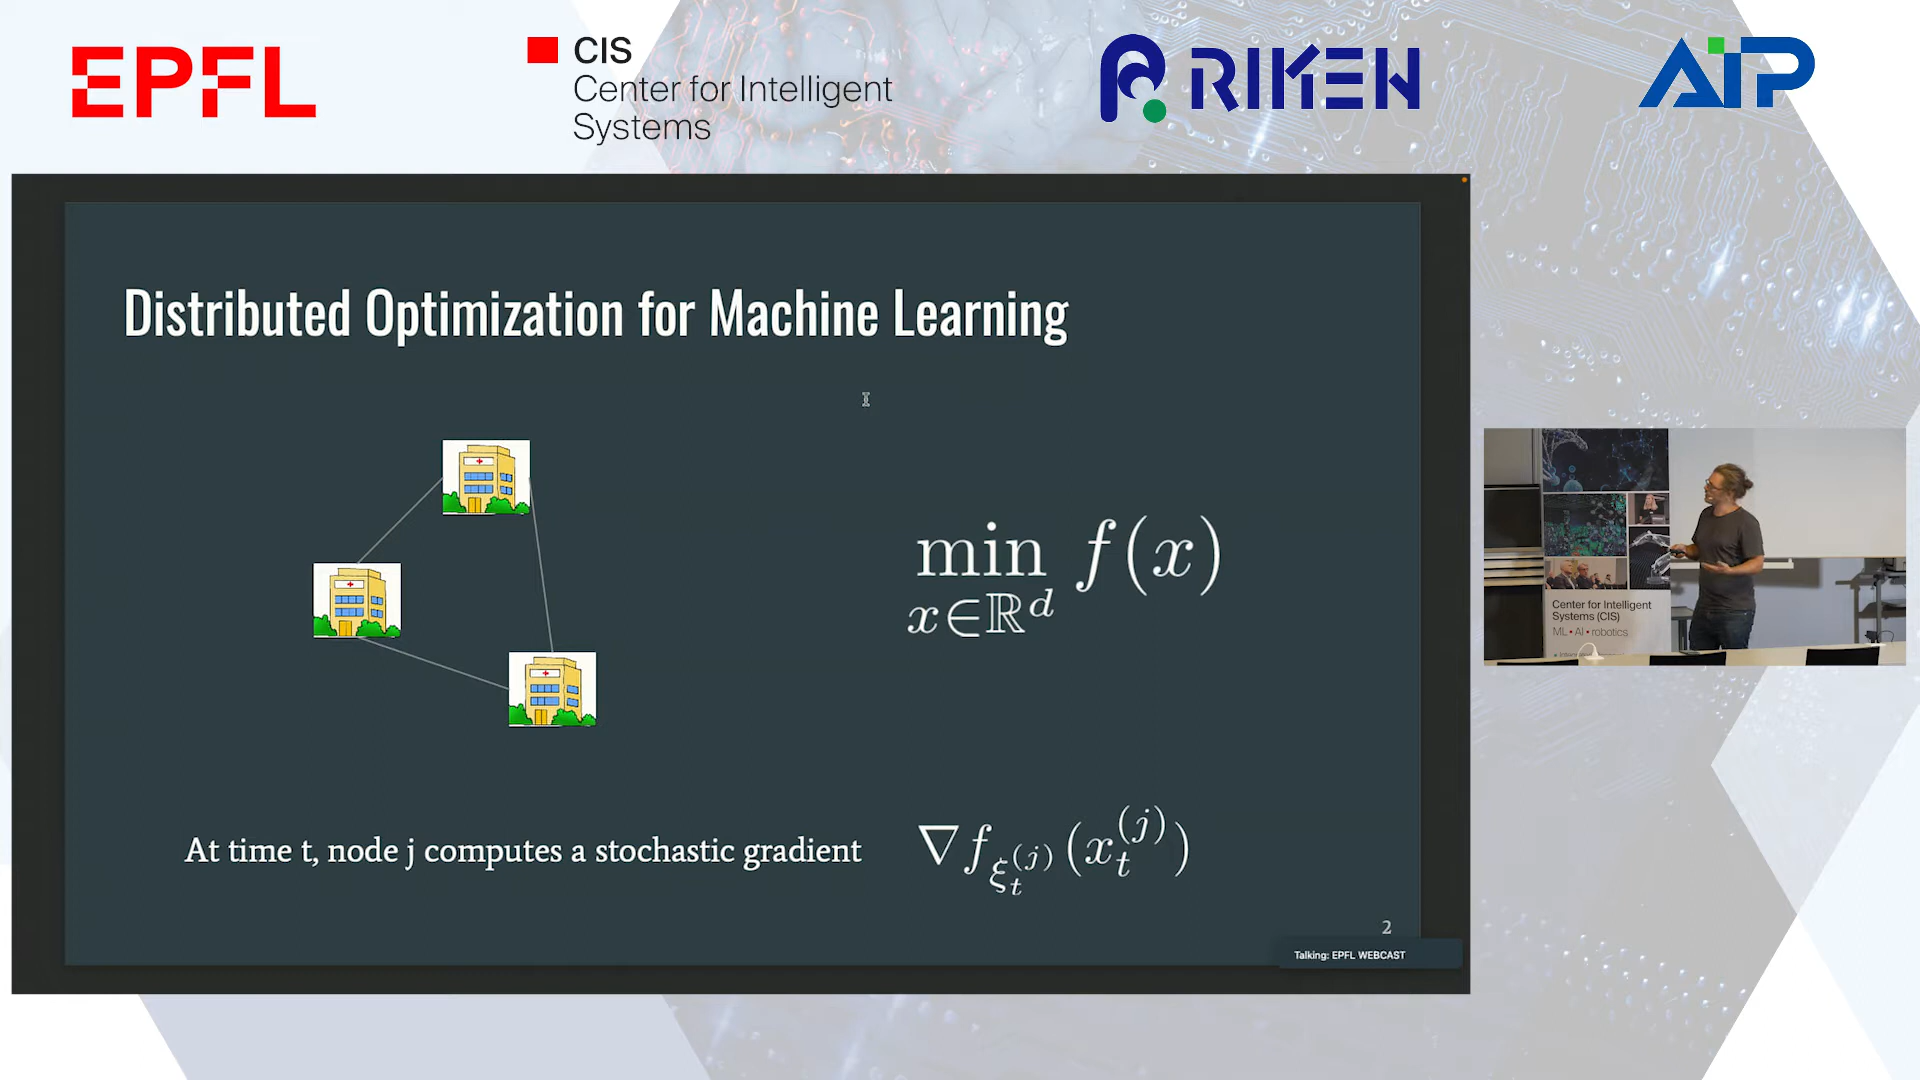 EPFL
CIS
Center for Intelligent
Systems
RIKEN
AIP
Distributed Optimization for Machine Learning
min f(x)
x∈ℝᵈ
At time t, node j computes a stochastic gradient ∇f_{ξ_t^{(j)}}(x_t^{(j)})
2
Talking: EPFL WEBCAST
Center for Intelligent
Systems (CIS)
ML • AI • robotics